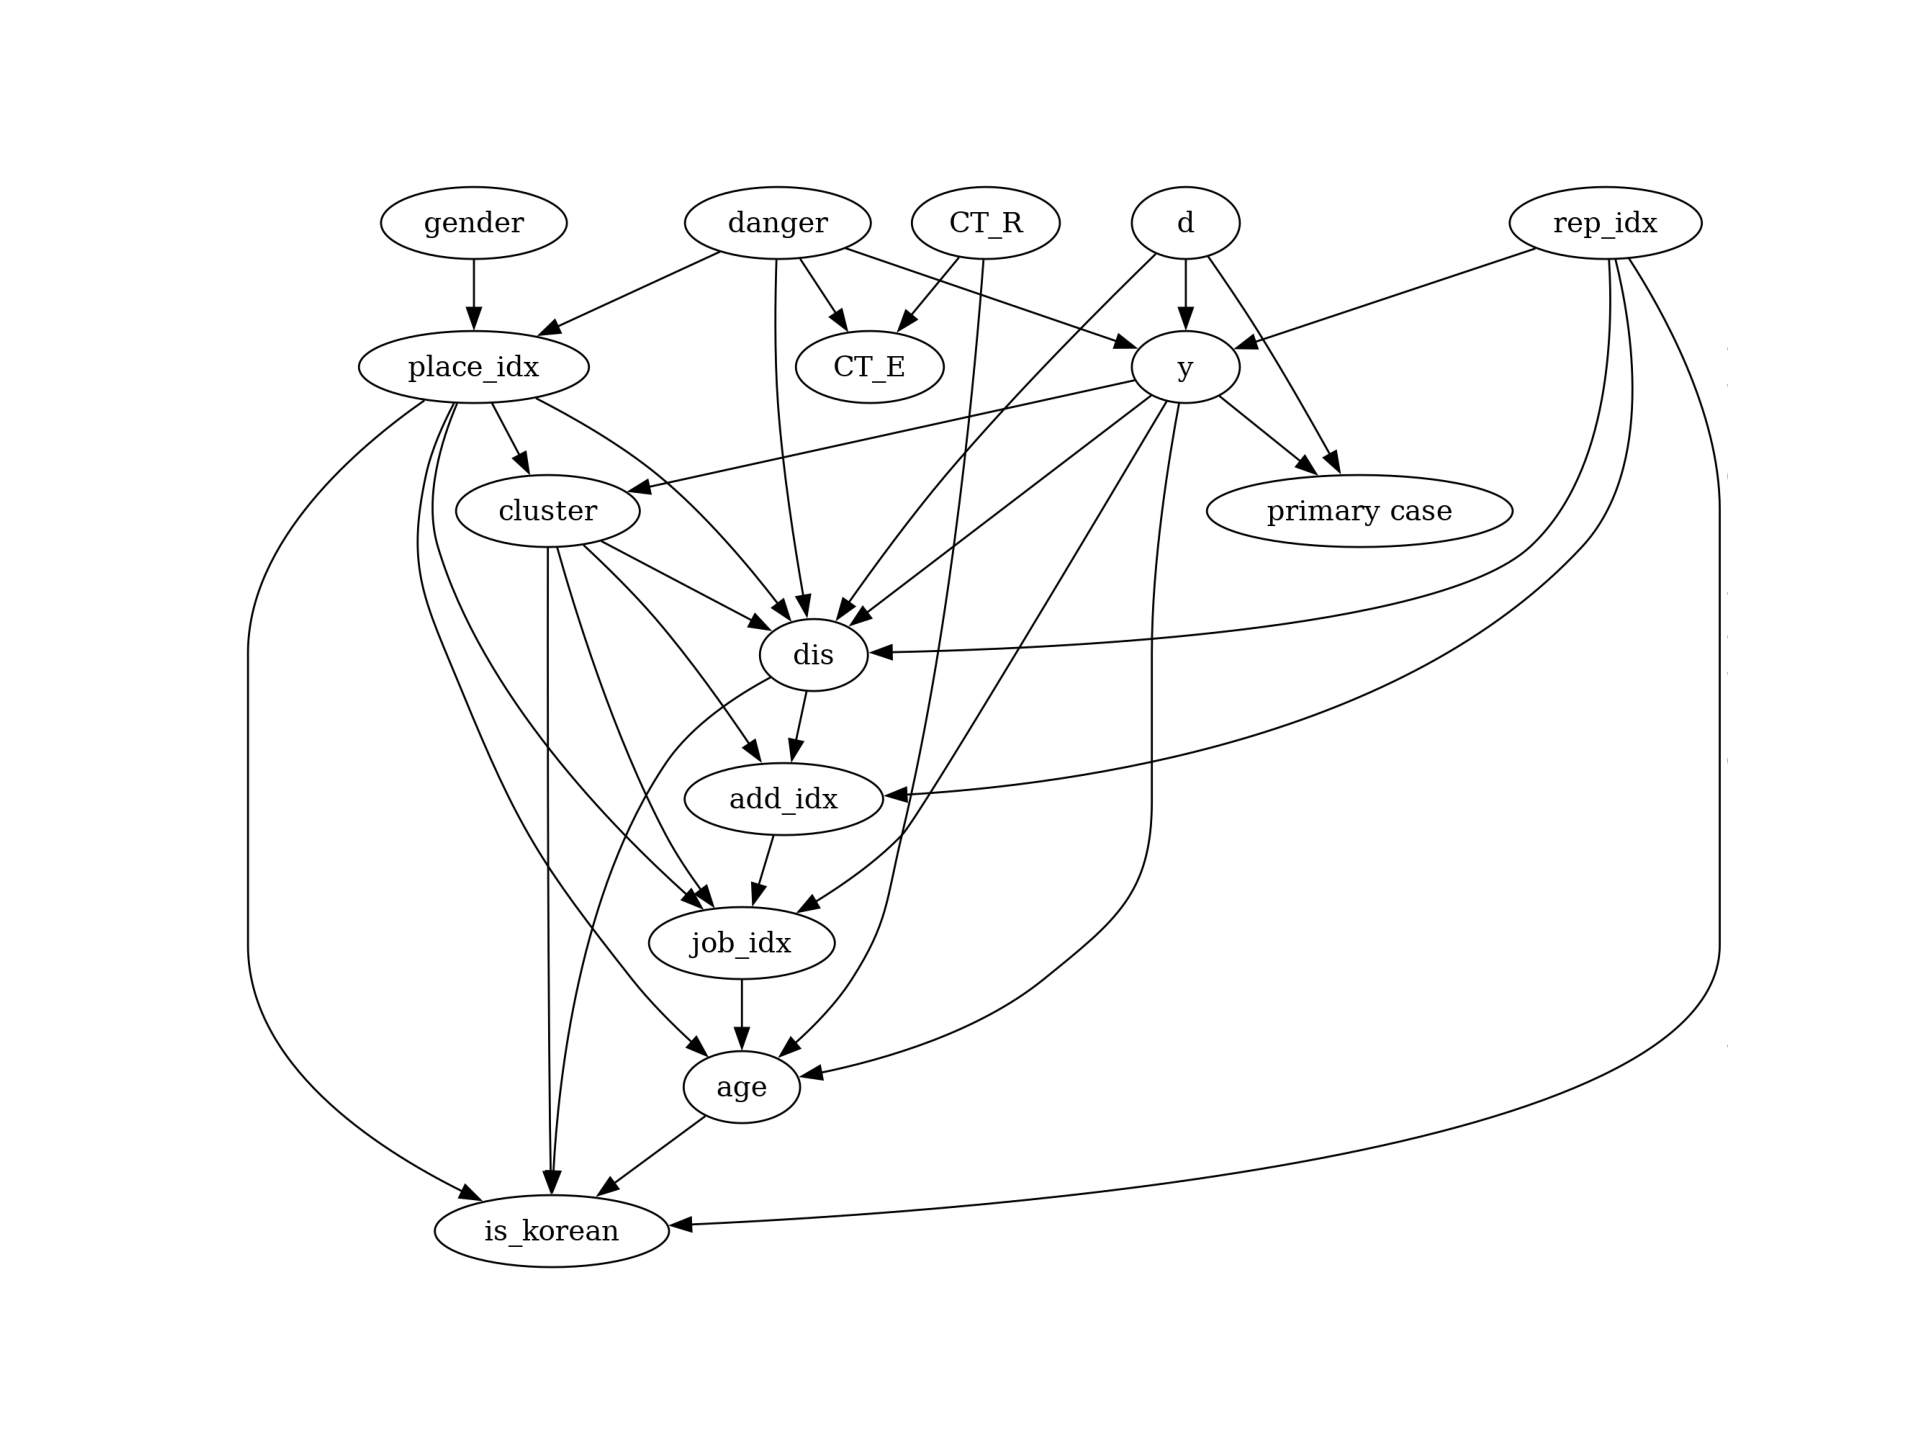 gender
danger
CT_R
d
rep_idx
place_idx
CT_E
y
cluster
primary case
dis
add_idx
job_idx
age
is_korean